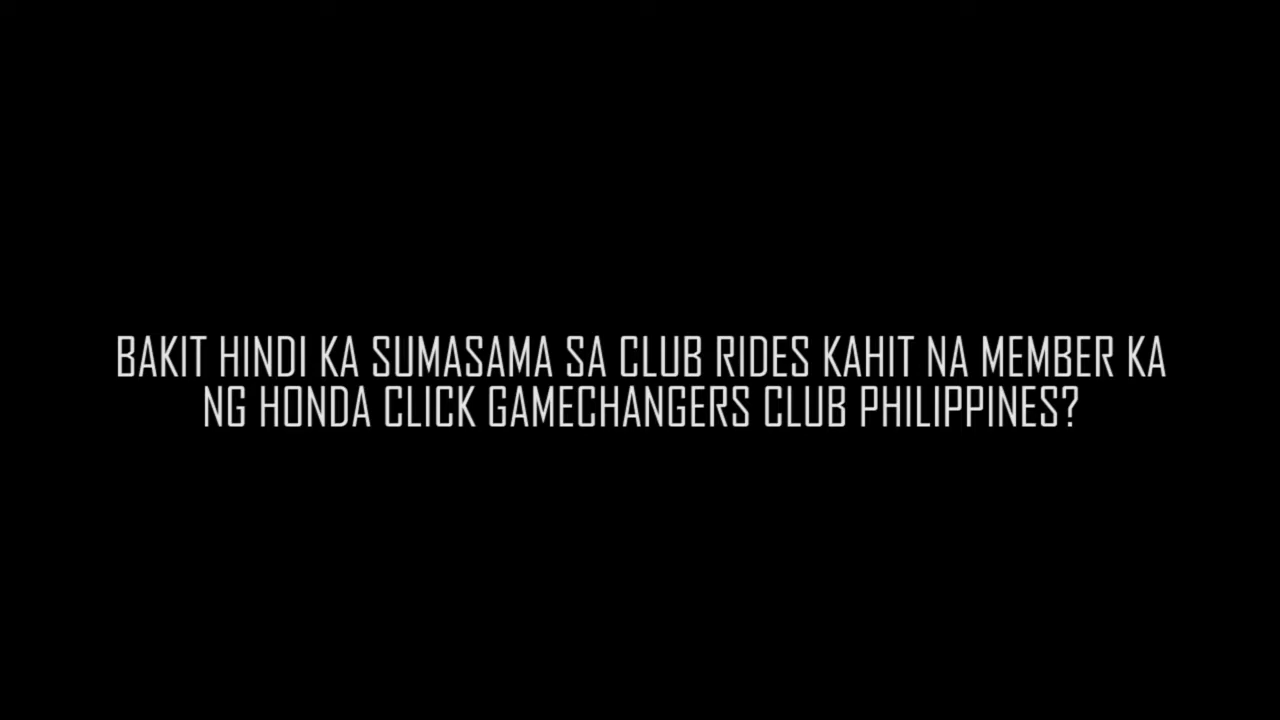 BAKIT HINDI KA SUMASAMA SA CLUB RIDES KAHIT NA MEMBER KA
NG HONDA CLICK GAMECHANGERS CLUB PHILIPPINES?